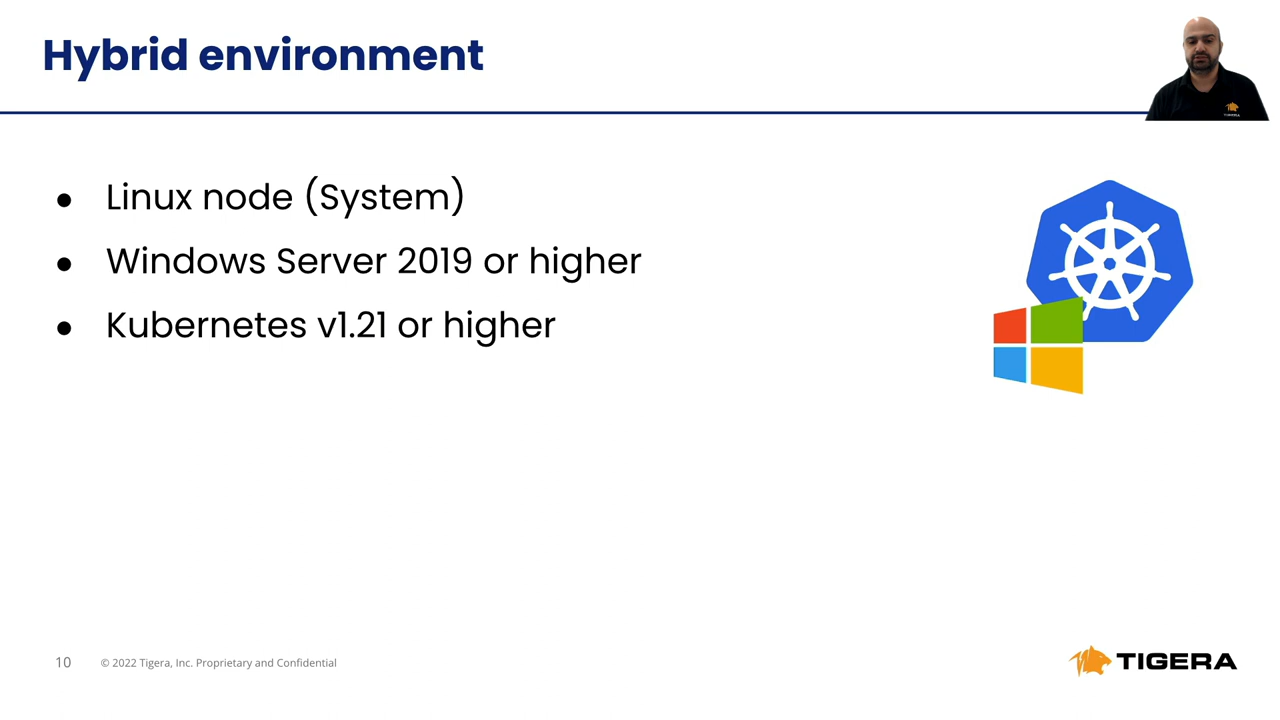 Hybrid environment
● Linux node (System)
● Windows Server 2019 or higher
● Kubernetes v1.21 or higher
10 © 2022 Tigera, Inc. Proprietary and Confidential
TIGERA